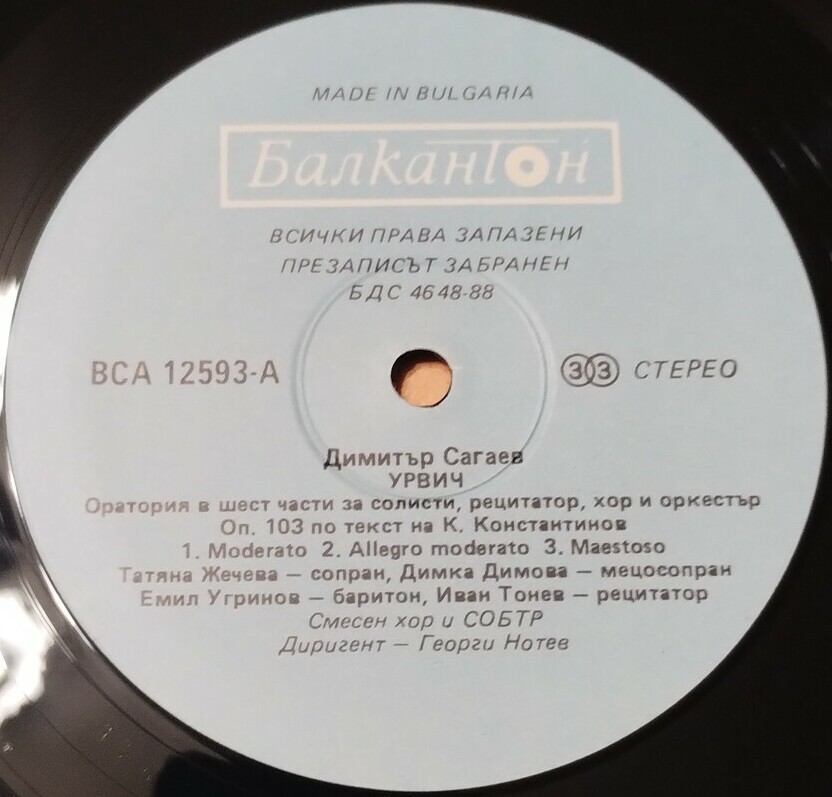 MADE IN BULGARIA
Балкантон
ВСИЧКИ ПРАВА ЗАПАЗЕНИ
ПРЕЗАПИСЪТ ЗАБРАНЕН
БДС 4648-88
ВСА 12593-А
33 СТЕРЕО
Димитър Сагаев
УРВИЧ
Оратория в шест части за солисти, рецитатор, хор и оркестър
Оп. 103 по текст на К. Константинов
1. Moderato 2. Allegro moderato 3. Maestoso
Татяна Жечева – сопран, Димка Димова – мецосопран
Емил Угринов – баритон, Иван Тонев – рецитатор
Смесен хор и СОБТР
Диригент – Георги Нотев